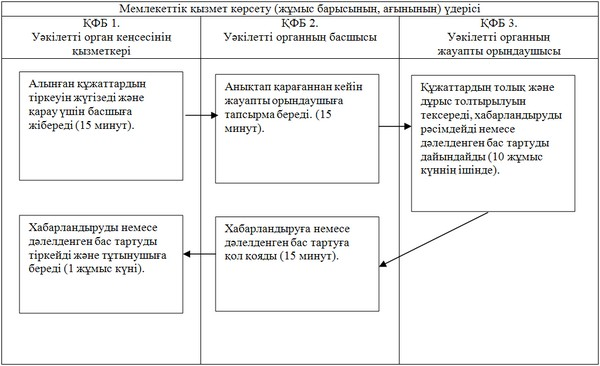 Мемлекеттік қызмет көрсету (жұмыс барысының, ағынының) үдерісі
ҚФБ 1.
Уәкілетті орган кеңсесінің
қызметкері
ҚФБ 2.
Уәкілетті органның басшысы
ҚФБ 3.
Уәкілетті органның
жауапты орындаушысы
Алынған құжаттардың
тіркеуін жүгізеді және
қарау үшін басшыға
жібереді (15 минут).
Анықтап қарағаннан кейін
жауапты орындаушыға
тапсырма береді. (15
минут).
Құжаттардың толық және
дұрыс толтырылуын
тексереді, хабарландыруды
рәсімдейді немесе
дәлелденген бас тартуды
дайындайды (10 жұмыс
күннің ішінде).
Хабарландыруды немесе
дәлелденген бас тартуды
тіркейді және тұтынушыға
береді (1 жұмыс күні).
Хабарландыруға немесе
дәлелденген бас тартуға
қол қояды (15 минут).